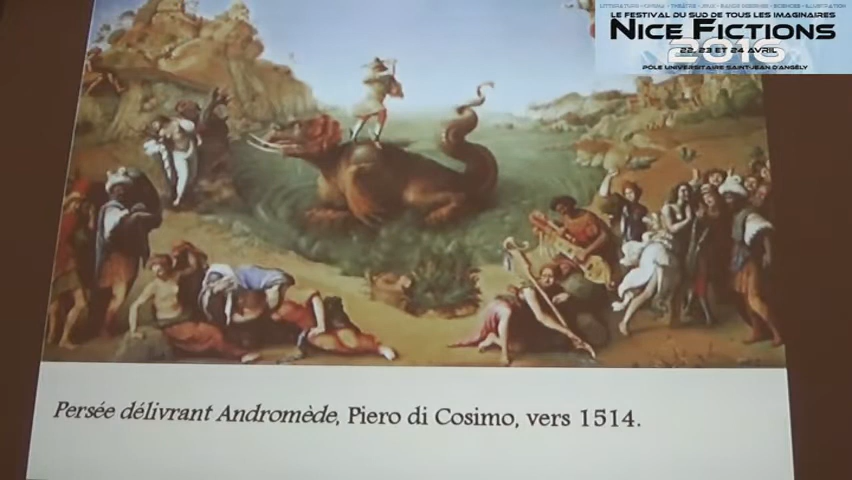 LE FESTIVAL DU SUD DE TOUS LES IMAGINAIRES
NICE FICTIONS
2016
22, 23 ET 24 AVRIL
PÔLE UNIVERSITAIRE SAINT-JEAN D'ANGÉLY
Persée délivrant Andromède, Piero di Cosimo, vers 1514.